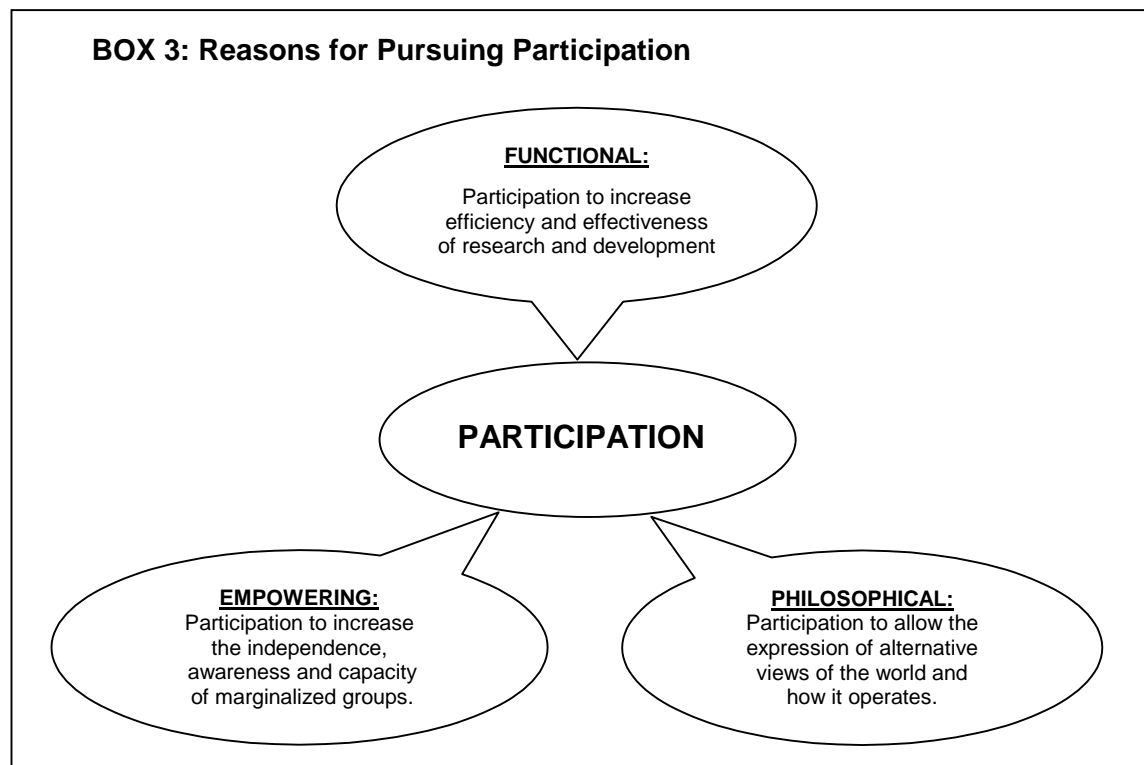 BOX 3: Reasons for Pursuing Participation
FUNCTIONAL:
Participation to increase
efficiency and effectiveness
of research and development
PARTICIPATION
EMPOWERING:
Participation to increase
the independence,
awareness and capacity
of marginalized groups.
PHILOSOPHICAL:
Participation to allow the
expression of alternative
views of the world and
how it operates.